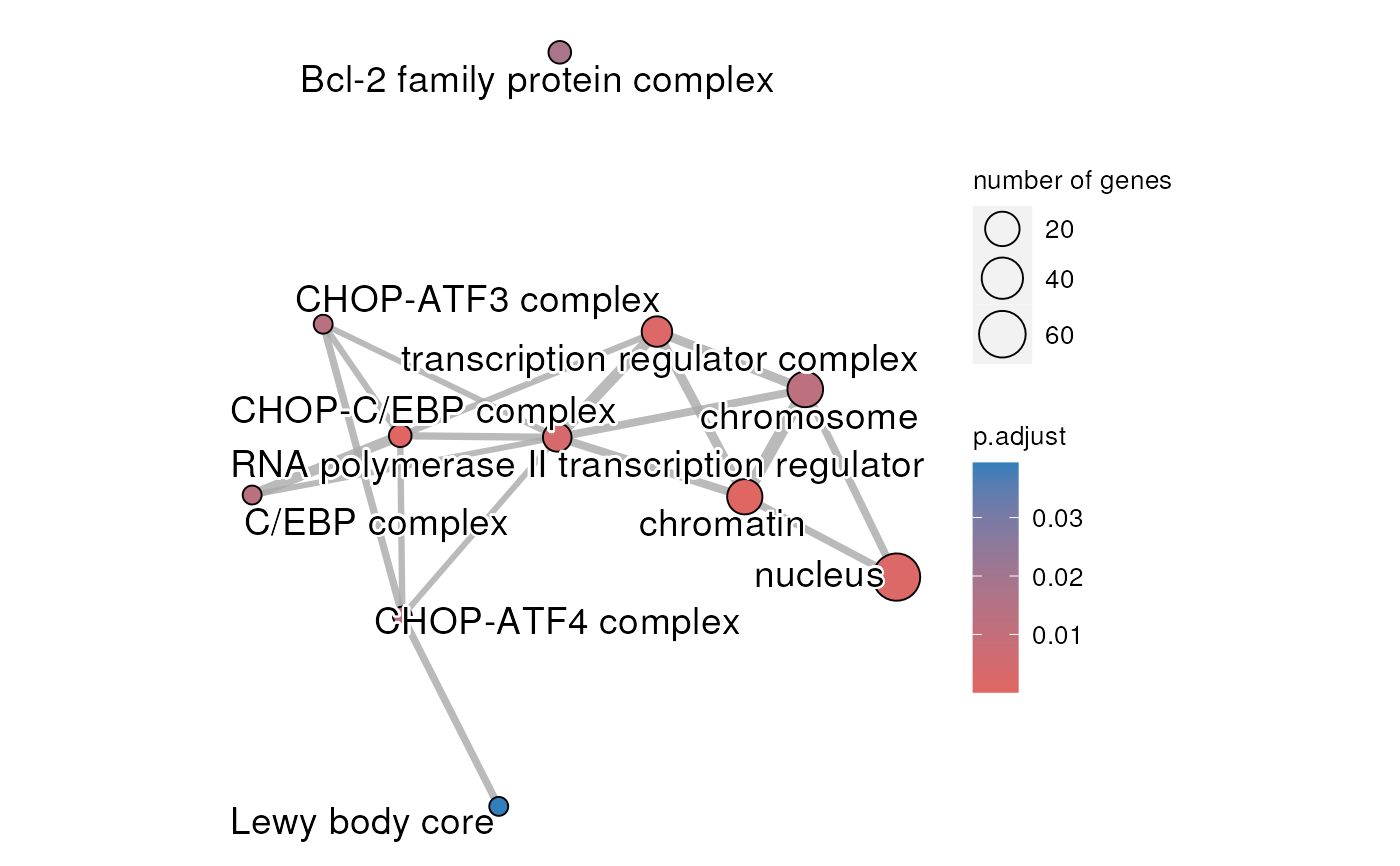 Bcl-2 family protein complex
number of genes
20
40
60
CHOP-ATF3 complex
transcription regulator complex
CHOP-C/EBP complex
chromosome
p.adjust
RNA polymerase II transcription regulator
C/EBP complex
chromatin
0.03
nucleus
0.02
CHOP-ATF4 complex
0.01
Lewy body core